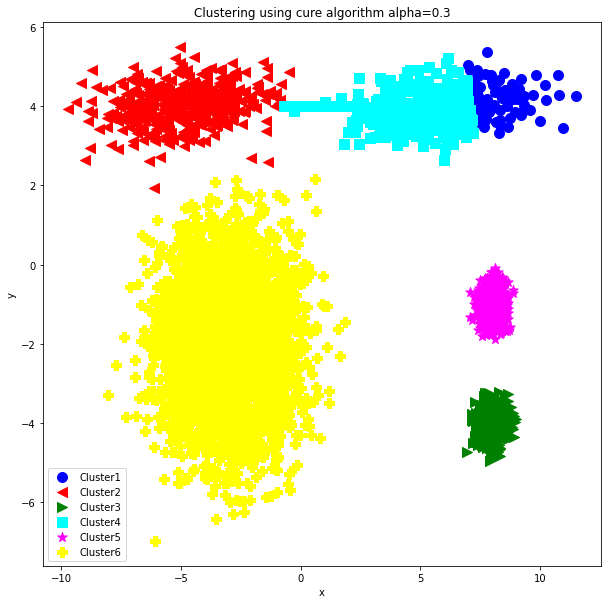 Clustering using cure algorithm alpha=0.3
6
4
2
0
−2
−4
−6
y
Cluster1
Cluster2
Cluster3
Cluster4
Cluster5
Cluster6
−10
−5
0
5
10
x